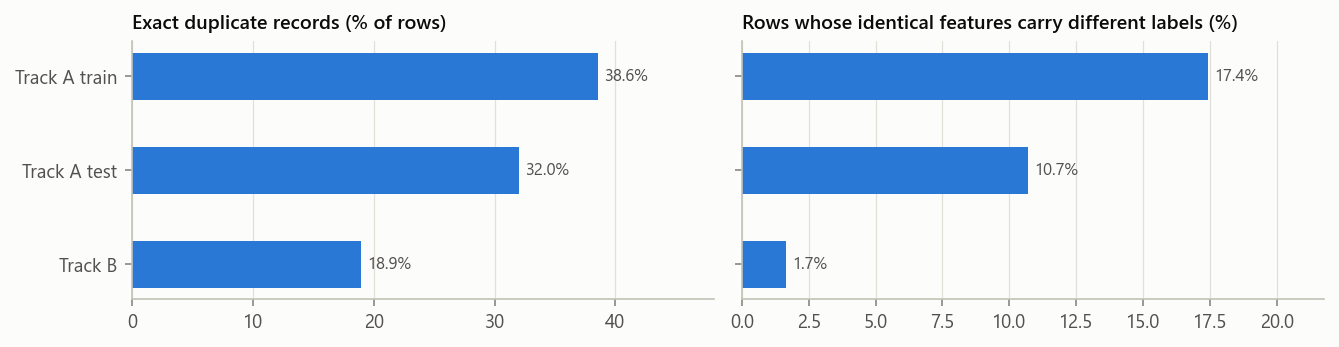 Exact duplicate records (% of rows)
Track A train
38.6%
Track A test
32.0%
Track B
18.9%
0 10 20 30 40
Rows whose identical features carry different labels (%)
17.4%
10.7%
1.7%
0.0 2.5 5.0 7.5 10.0 12.5 15.0 17.5 20.0